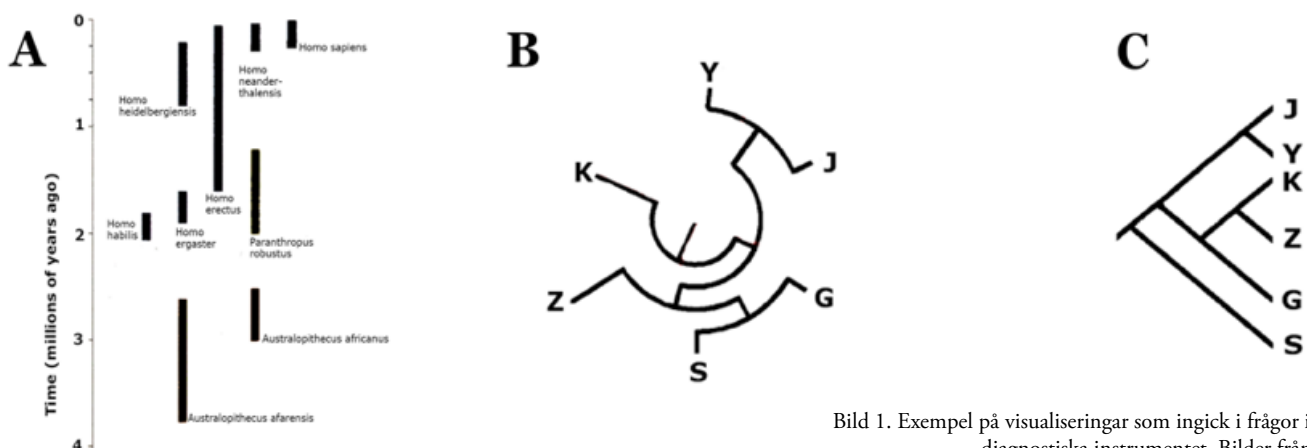 A
B
C
Time (millions of years ago)
0
1
2
3
4
Homo sapiens
Homo
neander-
thalensis
Homo
heidelbergiensis
Homo
erectus
Homo
habilis
Homo
ergaster
Paranthropus
robustus
Australopithecus africanus
Australopithecus afarensis
Y
J
K
Z
G
S
J
Y
K
Z
G
S
Bild 1. Exempel på visualiseringar som ingick i frågor i
diagnostiska instrumentet. Bilder från